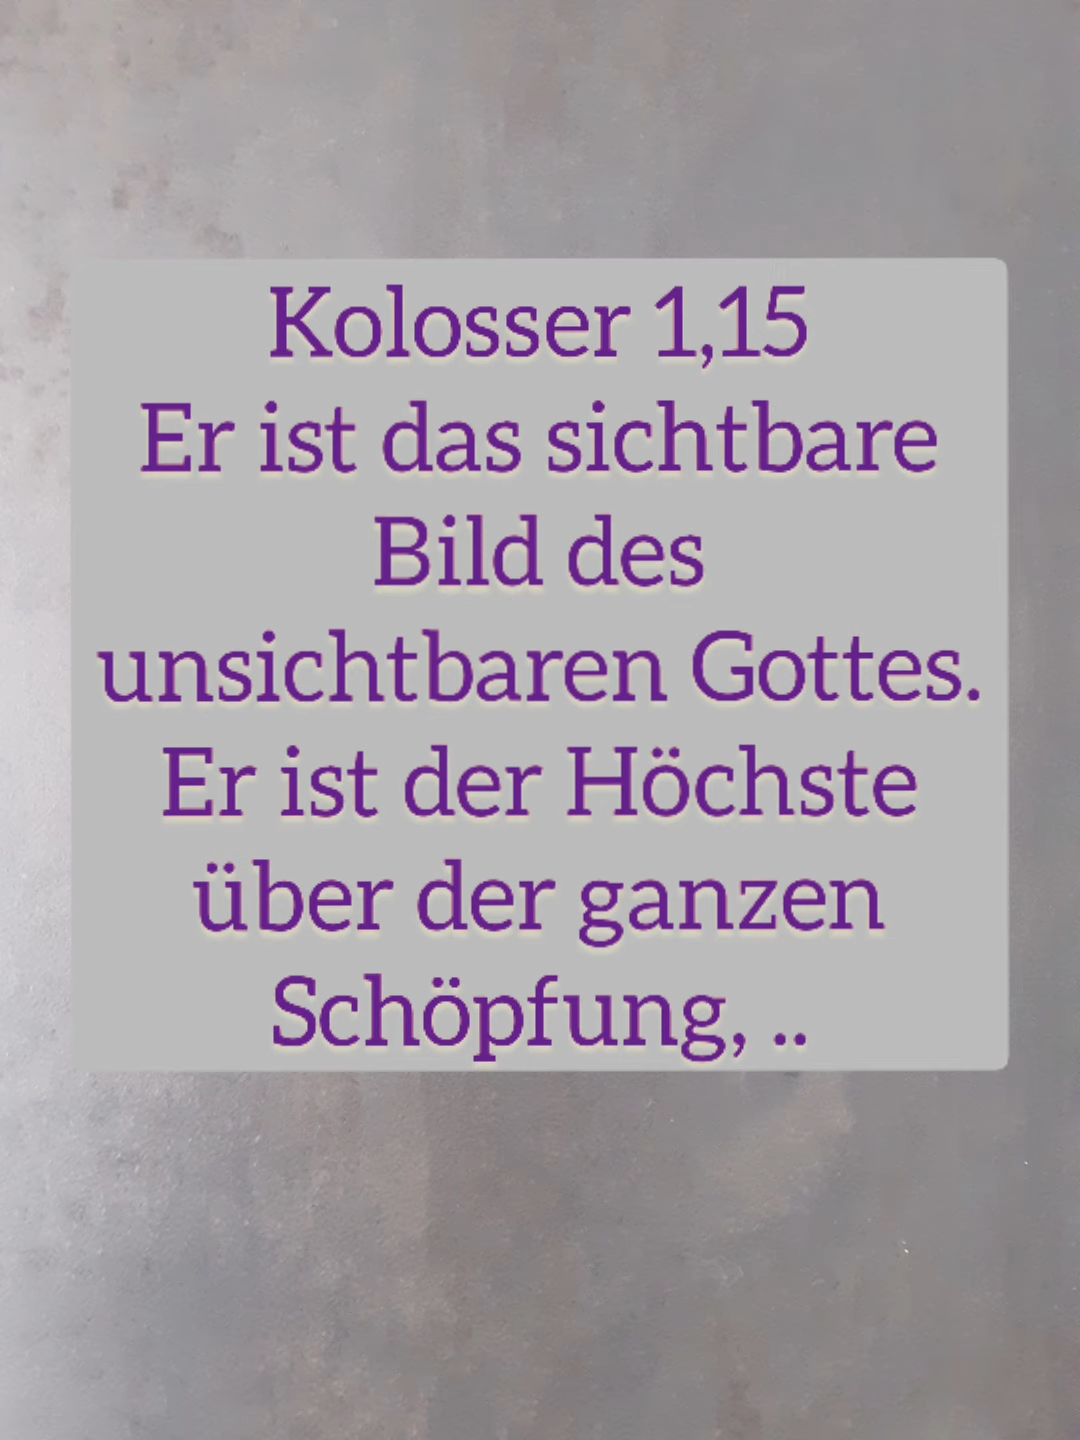 Kolosser 1,15
Er ist das sichtbare
Bild des
unsichtbaren Gottes.
Er ist der Höchste
über der ganzen
Schöpfung, ..